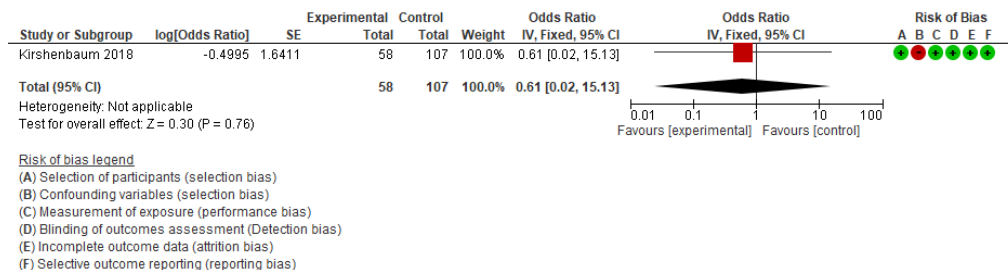 Experimental Control Odds Ratio Odds Ratio Risk of Bias
Study or Subgroup log[Odds Ratio] SE Total Total Weight IV, Fixed, 95% CI IV, Fixed, 95% CI A B C D E F
Kirshenbaum 2018 -0.4995 1.6411 58 107 100.0% 0.61 [0.02, 15.13] + - + + + +
Total (95% CI) 58 107 100.0% 0.61 [0.02, 15.13]
Heterogeneity: Not applicable
Test for overall effect: Z = 0.30 (P = 0.76)
0.01 0.1 1 10 100
Favours [experimental] Favours [control]
Risk of bias legend
(A) Selection of participants (selection bias)
(B) Confounding variables (selection bias)
(C) Measurement of exposure (performance bias)
(D) Blinding of outcomes assessment (Detection bias)
(E) Incomplete outcome data (attrition bias)
(F) Selective outcome reporting (reporting bias)